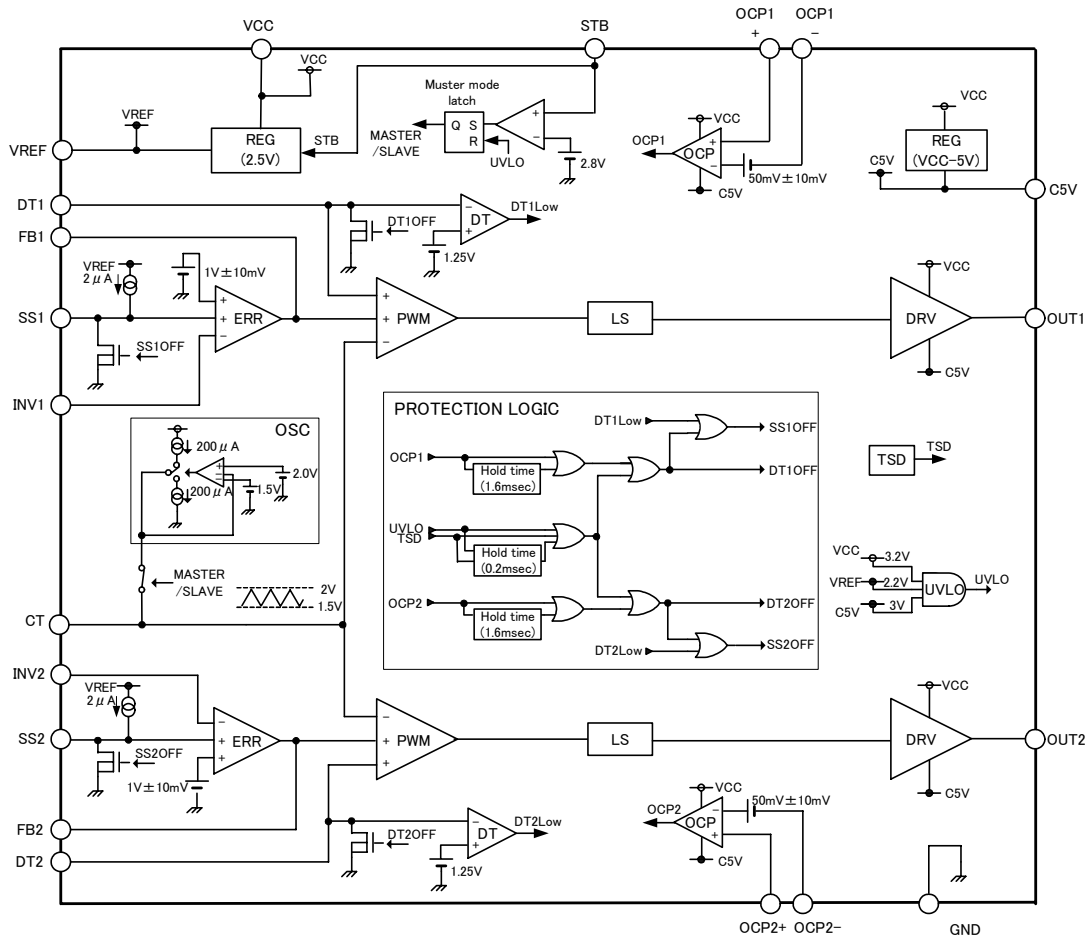 VCC
STB
OCP1
+
OCP1
-
VCC
VREF
REG
(2.5V)
STB
Muster mode
latch
Q S
R
MASTER
/SLAVE
UVLO
+
-
2.8V
VCC
OCP1
OCP
+
-
50mV±10mV
C5V
VCC
REG
(VCC-5V)
C5V
VREF
C5V
DT1
FB1
DT1OFF
-
+
DT
DT1Low
1.25V
VREF
2μA
1V±10mV
SS1
+
+
-
ERR
SS1OFF
INV1
+
+
-
PWM
LS
VCC
DRV
C5V
OUT1
OSC
200μA
200μA
+
-
-
1.5V
2.0V
MASTER
/SLAVE
2V
1.5V
CT
PROTECTION LOGIC
DT1Low
SS1OFF
OCP1
Hold time
(1.6msec)
DT1OFF
UVLO
TSD
Hold time
(0.2msec)
OCP2
Hold time
(1.6msec)
DT2OFF
DT2Low
SS2OFF
TSD
TSD
VCC
3.2V
VREF
2.2V
C5V
3V
UVLO
UVLO
INV2
VREF
2μA
SS2
-
+
+
ERR
SS2OFF
1V±10mV
-
+
+
PWM
LS
VCC
DRV
C5V
OUT2
FB2
DT2
DT2OFF
-
+
DT
DT2Low
1.25V
VCC
OCP2
OCP
-
+
50mV±10mV
C5V
OCP2+
OCP2-
GND